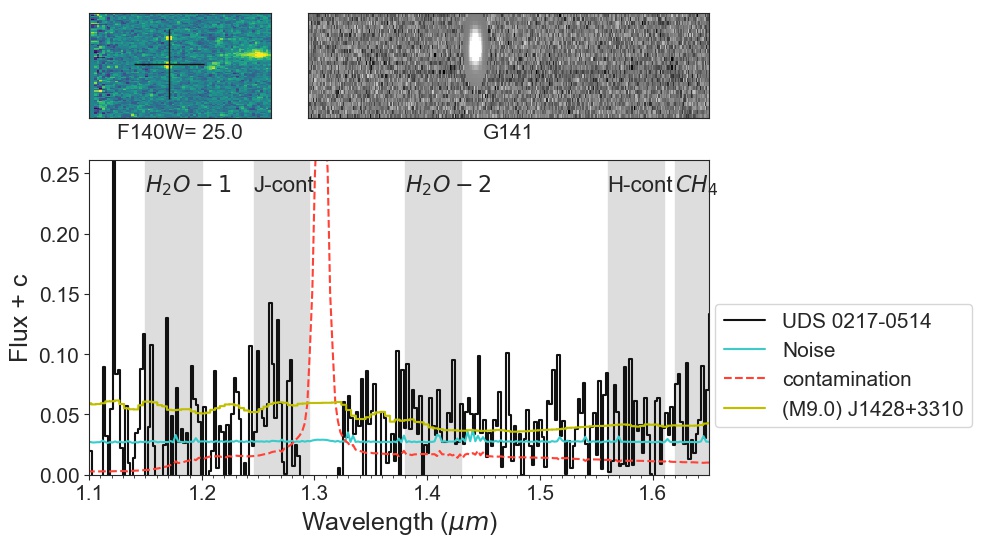 F140W= 25.0
G141
H₂O − 1
J-cont
H₂O − 2
H-cont
CH₄
0.25
0.20
0.15
0.10
0.05
0.00
Flux + c
1.1
1.2
1.3
1.4
1.5
1.6
Wavelength (μm)
UDS 0217-0514
Noise
contamination
(M9.0) J1428+3310